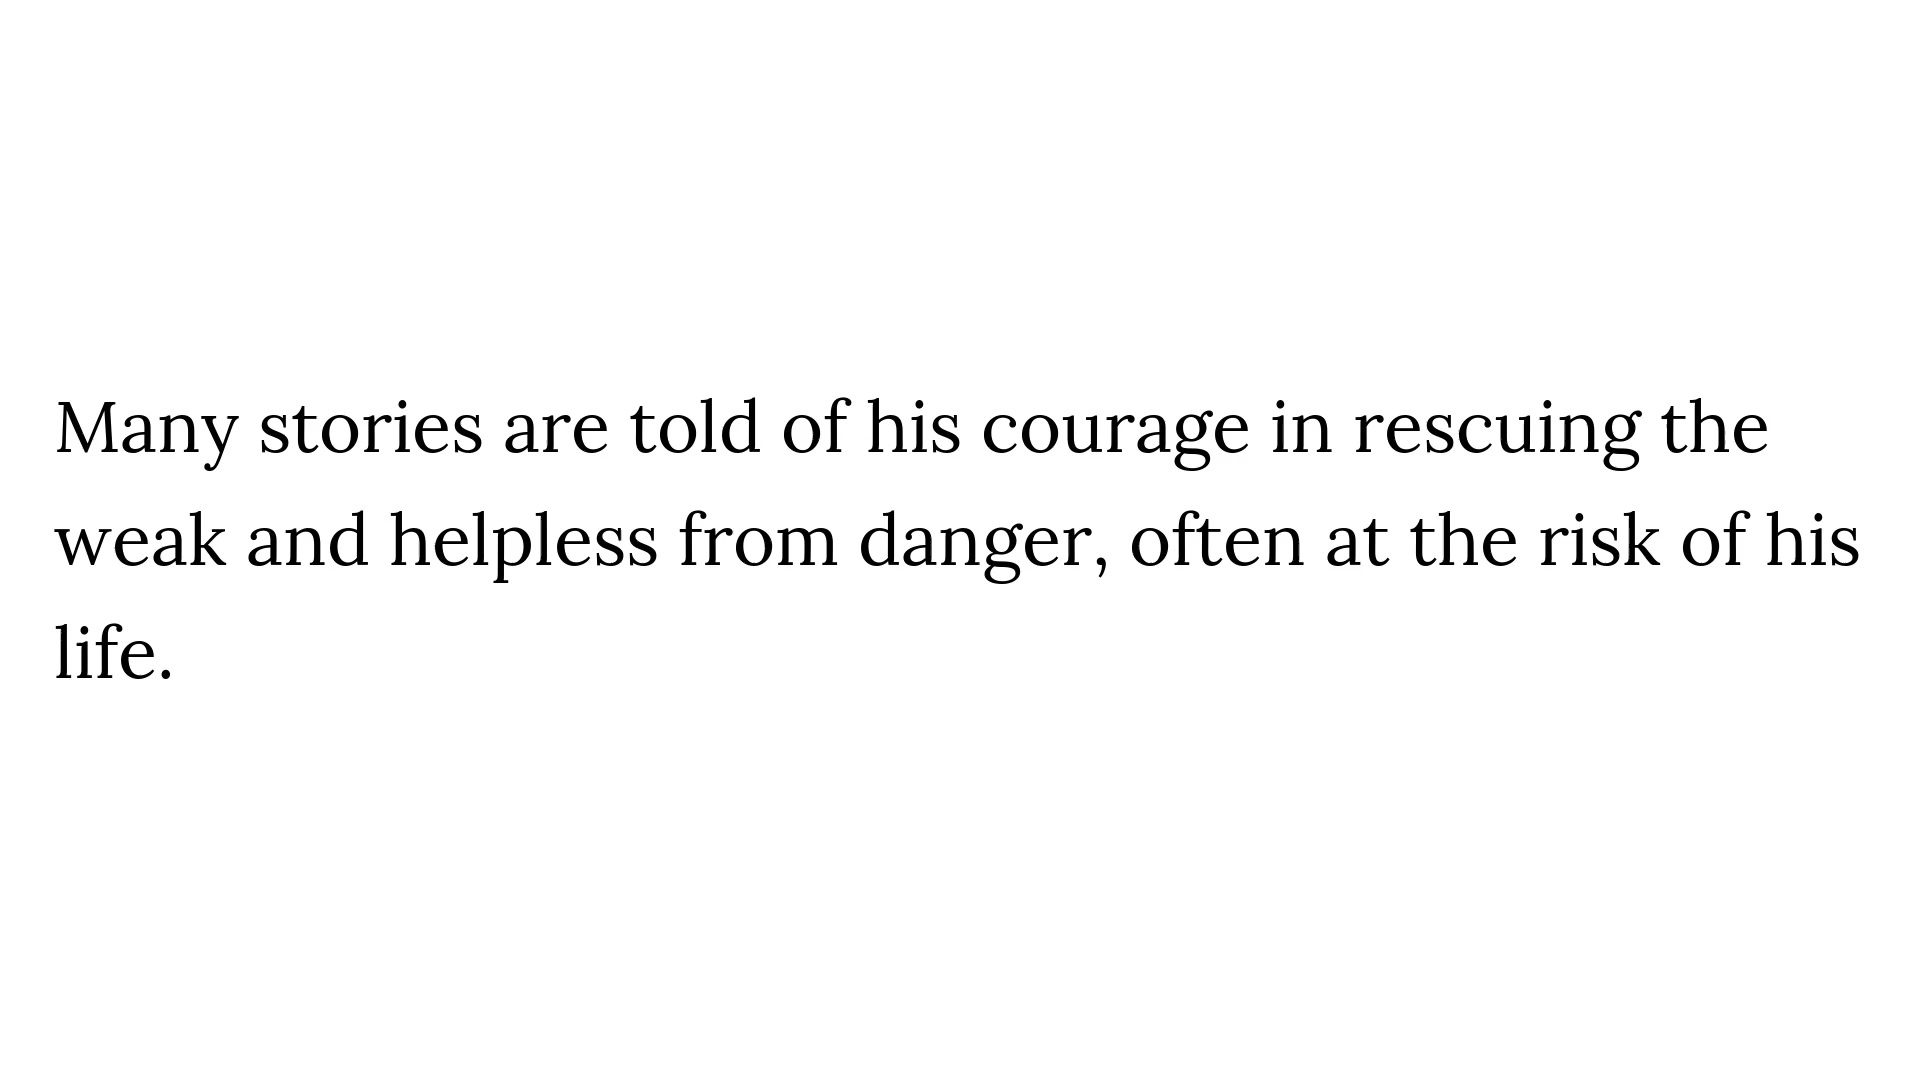 Many stories are told of his courage in rescuing the
weak and helpless from danger, often at the risk of his
life.